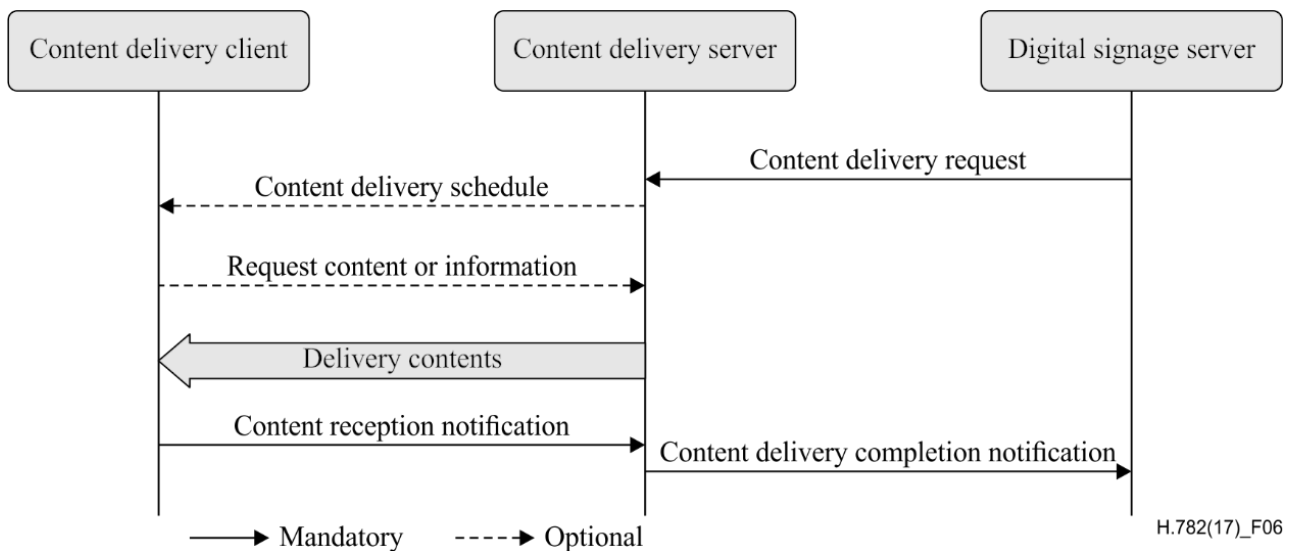 Content delivery client
Content delivery server
Digital signage server
Content delivery request
Content delivery schedule
Request content or information
Delivery contents
Content reception notification
Content delivery completion notification
Mandatory
Optional
H.782(17)_F06